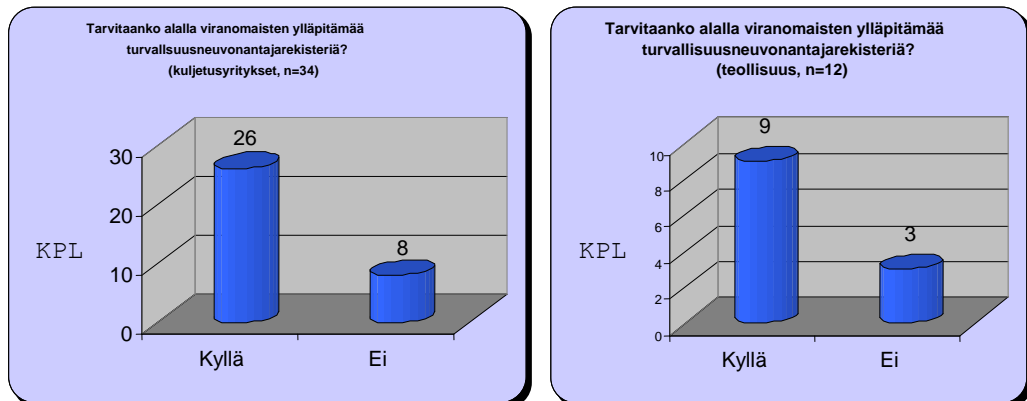 Tarvitaanko alalla viranomaisten ylläpitämää
turvallsuusneuvonantajarekisteriä?
(kuljetusyritykset, n=34)
30
20
10
0
KPL
26
8
Kyllä
Ei
Tarvitaanko alalla viranomaisten ylläpitämää
turvallisuusneuvonantajarekisteriä?
(teollisuus, n=12)
10
8
6
4
2
0
KPL
9
3
Kyllä
Ei